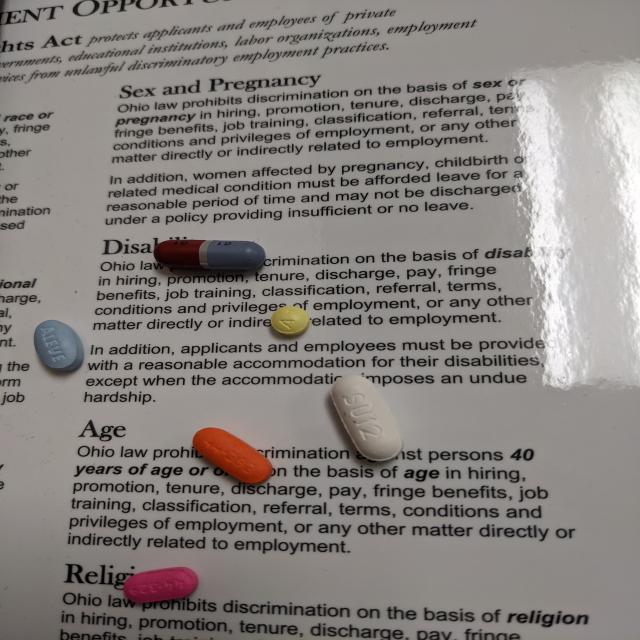 ENT OPPORTU
hts Act protects applicants and employees of private
vernments, educational institutions, labor organizations, employment
vices from unlawful discriminatory employment practices.
race or
y, fringe
s,
other
or
the
mination
sed
ional
harge,
al,
ny
nt.
the
orm
job
Sex and Pregnancy
Ohio law prohibits discrimination on the basis of sex or
pregnancy in hiring, promotion, tenure, discharge, pay,
fringe benefits, job training, classification, referral, terms,
conditions and privileges of employment, or any other
matter directly or indirectly related to employment.
In addition, women affected by pregnancy, childbirth o
related medical condition must be afforded leave for a
reasonable period of time and may not be discharged
under a policy providing insufficient or no leave.
Disabili
Ohio law crimination on the basis of disability
in hiring, promotion, tenure, discharge, pay, fringe
benefits, job training, classification, referral, terms,
conditions and privileges of employment, or any other
matter directly or indire related to employment.
In addition, applicants and employees must be provided
with a reasonable accommodation for their disabilities,
except when the accommodatio imposes an undue
hardship.
ALEVE
SU2
Age
Ohio law prohib crimination nst persons 40
years of age or o on the basis of age in hiring,
promotion, tenure, discharge, pay, fringe benefits, job
training, classification, referral, terms, conditions and
privileges of employment, or any other matter directly or
indirectly related to employment.
Relig
Ohio law prohibits discrimination on the basis of religion
in hiring, promotion, tenure, discharge, pay, fringe
benefits, job